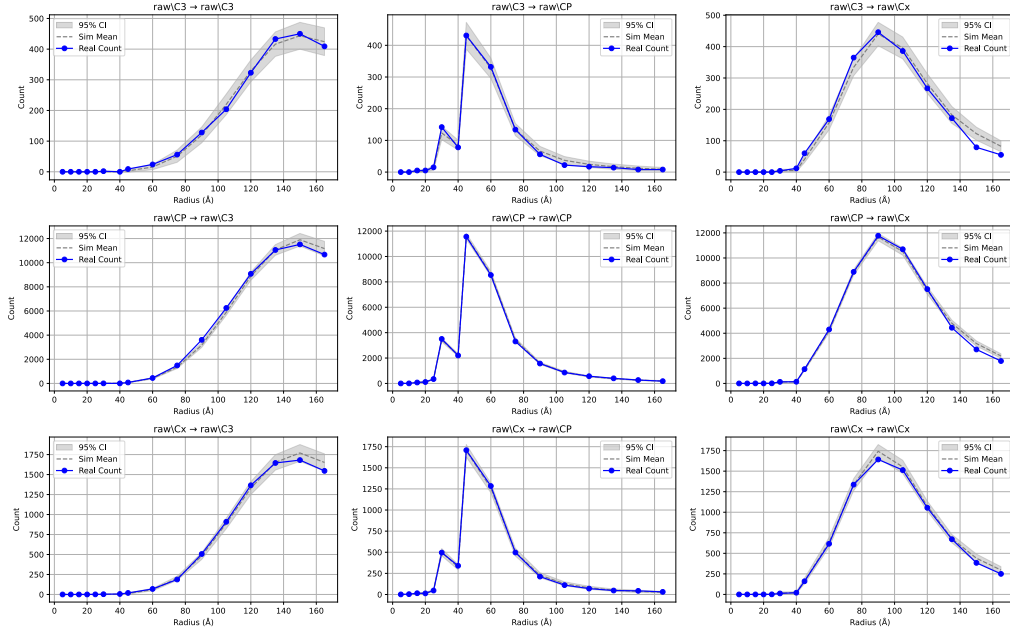 raw\C3 → raw\C3
500
400
300
200
100
0
Count
95% CI
Sim Mean
Real Count
0 20 40 60 80 100 120 140 160
Radius (Å)
raw\C3 → raw\CP
400
300
200
100
0
Count
95% CI
Sim Mean
Real Count
0 20 40 60 80 100 120 140 160
Radius (Å)
raw\C3 → raw\Cx
500
400
300
200
100
0
Count
95% CI
Sim Mean
Real Count
0 20 40 60 80 100 120 140 160
Radius (Å)
raw\CP → raw\C3
12000
10000
8000
6000
4000
2000
0
Count
95% CI
Sim Mean
Real Count
0 20 40 60 80 100 120 140 160
Radius (Å)
raw\CP → raw\CP
12000
10000
8000
6000
4000
2000
0
Count
95% CI
Sim Mean
Real Count
0 20 40 60 80 100 120 140 160
Radius (Å)
raw\CP → raw\Cx
12000
10000
8000
6000
4000
2000
0
Count
95% CI
Sim Mean
Real Count
0 20 40 60 80 100 120 140 160
Radius (Å)
raw\Cx → raw\C3
1750
1500
1250
1000
750
500
250
0
Count
95% CI
Sim Mean
Real Count
0 20 40 60 80 100 120 140 160
Radius (Å)
raw\Cx → raw\CP
1750
1500
1250
1000
750
500
250
0
Count
95% CI
Sim Mean
Real Count
0 20 40 60 80 100 120 140 160
Radius (Å)
raw\Cx → raw\Cx
1750
1500
1250
1000
750
500
250
0
Count
95% CI
Sim Mean
Real Count
0 20 40 60 80 100 120 140 160
Radius (Å)